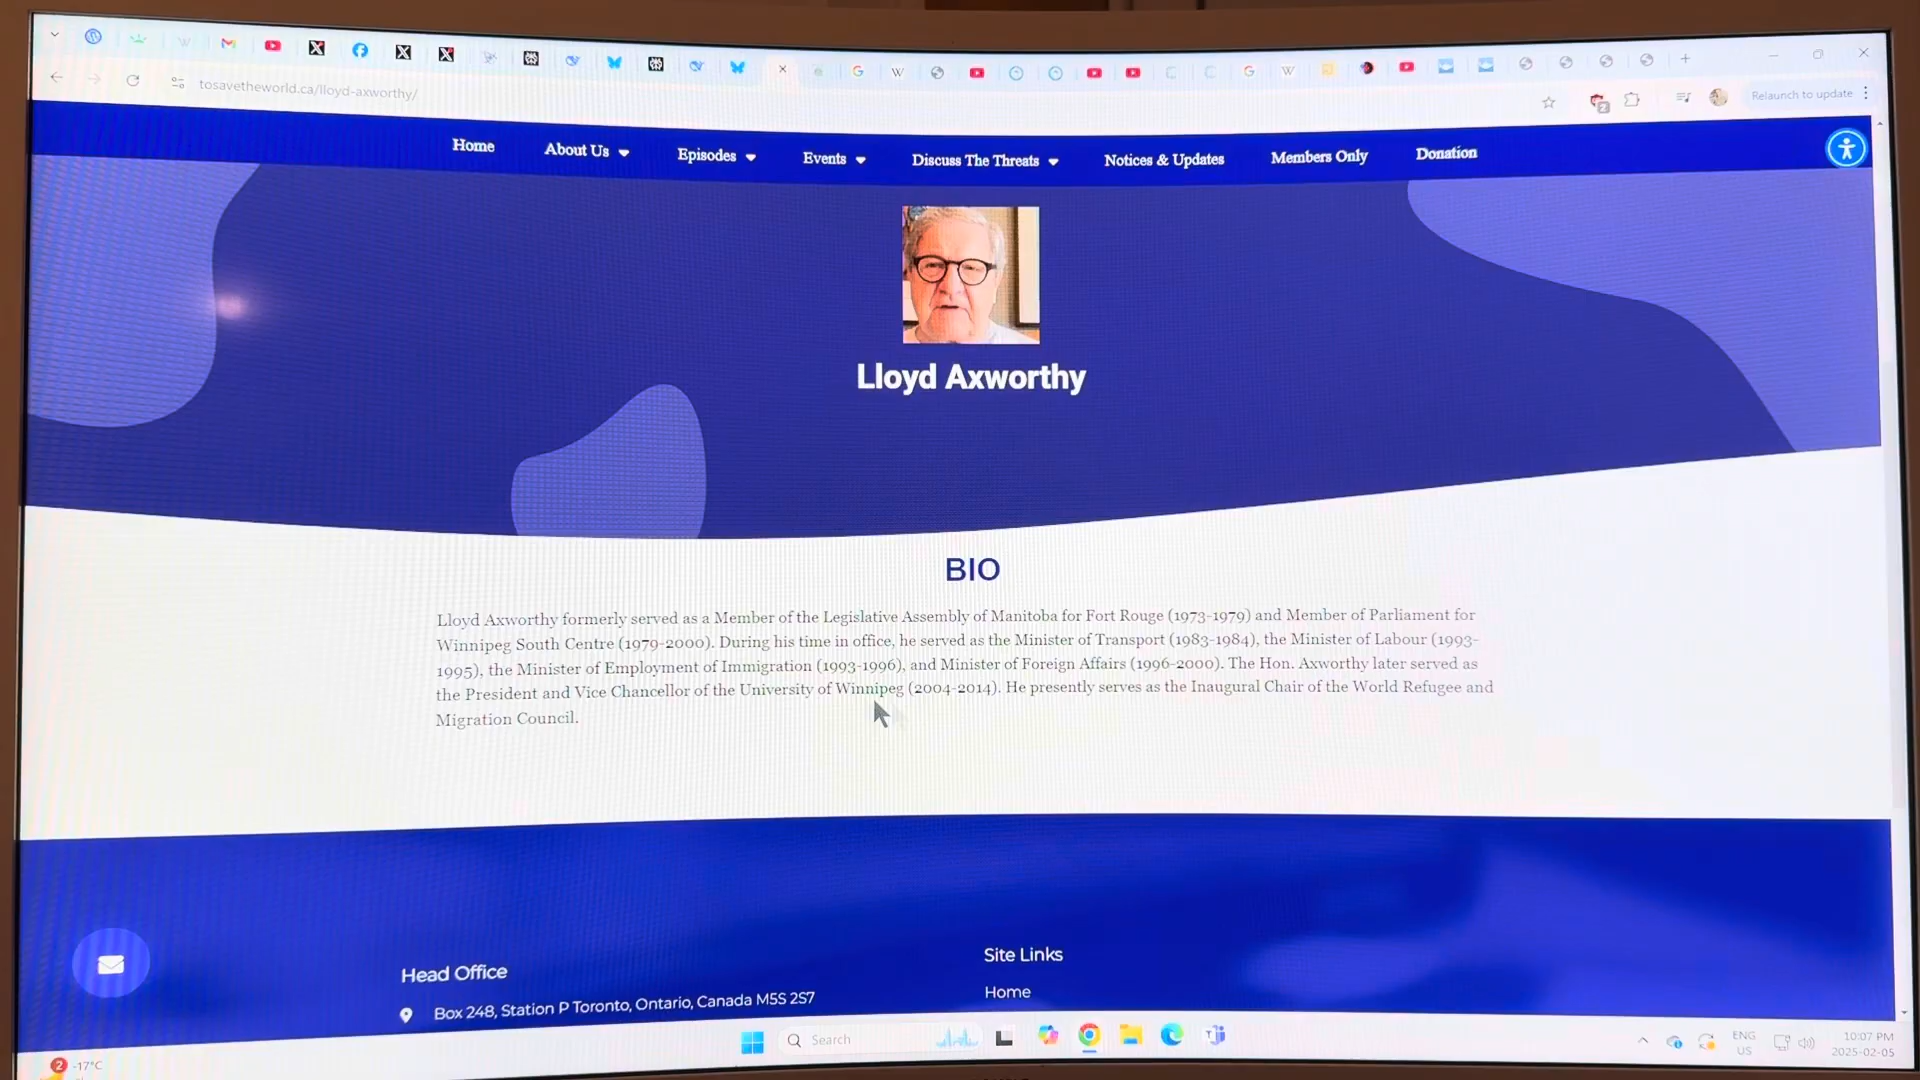 tosavetheworld.ca/lloyd-axworthy/
Relaunch to update
Home About Us Episodes Events Discuss The Threats Notices & Updates Members Only Donation
Lloyd Axworthy
BIO
Lloyd Axworthy formerly served as a Member of the Legislative Assembly of Manitoba for Fort Rouge (1973-1979) and Member of Parliament for
Winnipeg South Centre (1979-2000). During his time in office, he served as the Minister of Transport (1983-1984), the Minister of Labour (1993-
1995), the Minister of Employment of Immigration (1993-1996), and Minister of Foreign Affairs (1996-2000). The Hon. Axworthy later served as
the President and Vice Chancellor of the University of Winnipeg (2004-2014). He presently serves as the Inaugural Chair of the World Refugee and
Migration Council.
Head Office
Box 248, Station P Toronto, Ontario, Canada M5S 2S7
Site Links
Home
2 -17°C
Search
ENG
US
10:07 PM
2025-02-05